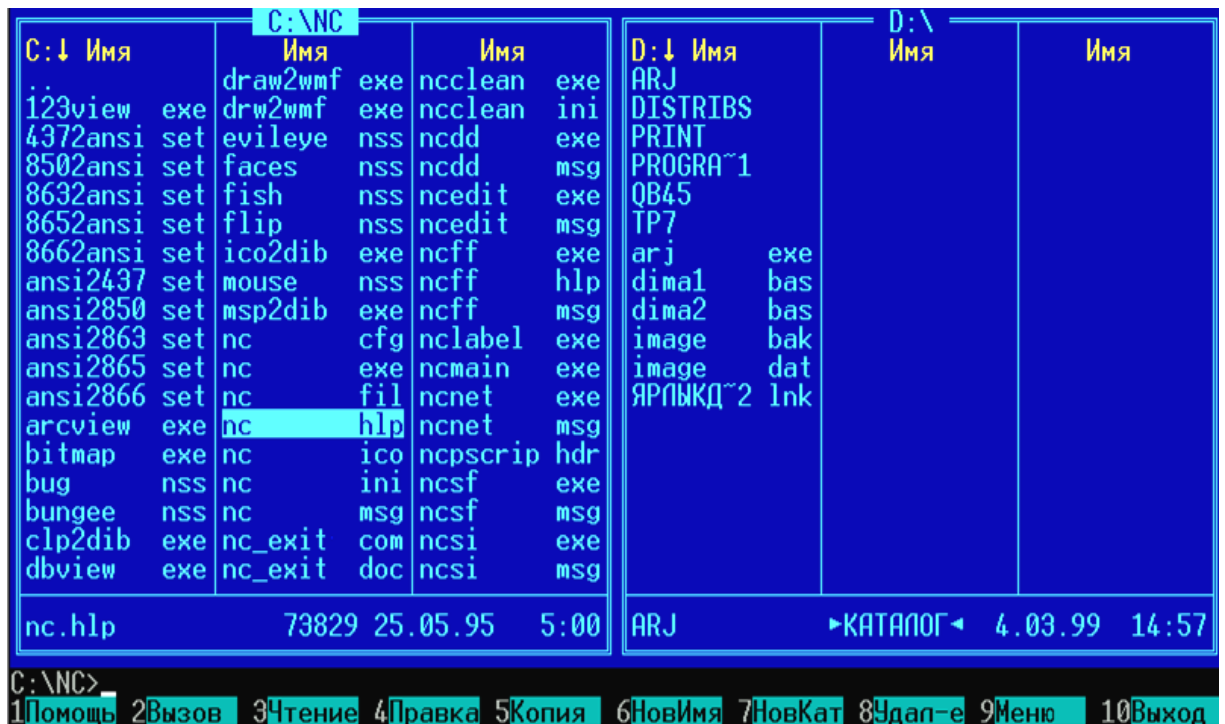 C:\NC D:\
C:↓ Имя Имя Имя D:↓ Имя Имя Имя
.. draw2wmf exe ncclean exe ARJ
123view exe drw2wmf exe ncclean ini DISTRIBS
4372ansi set evileye nss ncdd exe PRINT
8502ansi set faces nss ncdd msg PROGRA~1
8632ansi set fish nss ncedit exe QB45
8652ansi set flip nss ncedit msg TP7
8662ansi set ico2dib exe ncff exe arj exe
ansi2437 set mouse nss ncff hlp dima1 bas
ansi2850 set msp2dib exe ncff msg dima2 bas
ansi2863 set nc cfg nclabel exe image bak
ansi2865 set nc exe ncmain exe image dat
ansi2866 set nc fil ncnet exe ЯРЛЫКД~2 lnk
arcview exe nc hlp ncnet msg
bitmap exe nc ico ncpscrip hdr
bug nss nc ini ncsf exe
bungee nss nc msg ncsf msg
clp2dib exe nc_exit com ncsi exe
dbview exe nc_exit doc ncsi msg
nc.hlp 73829 25.05.95 5:00 ARJ ►КАТАЛОГ◄ 4.03.99 14:57
C:\NC>_
1Помощь 2Вызов 3Чтение 4Правка 5Копия 6НовИмя 7НовКат 8Удал-е 9Меню 10Выход